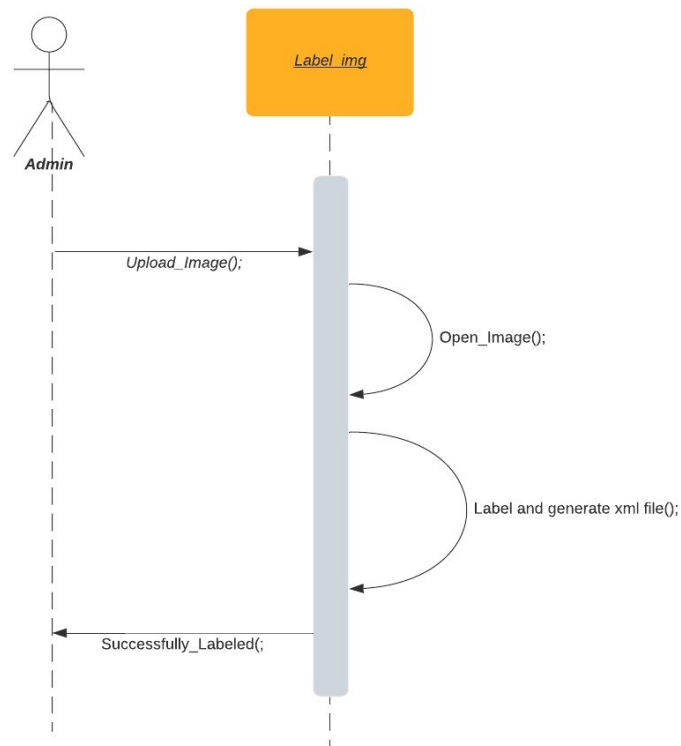 Label_img
Admin
Upload_Image();
Open_Image();
Label and generate xml file();
Successfully_Labeled(;